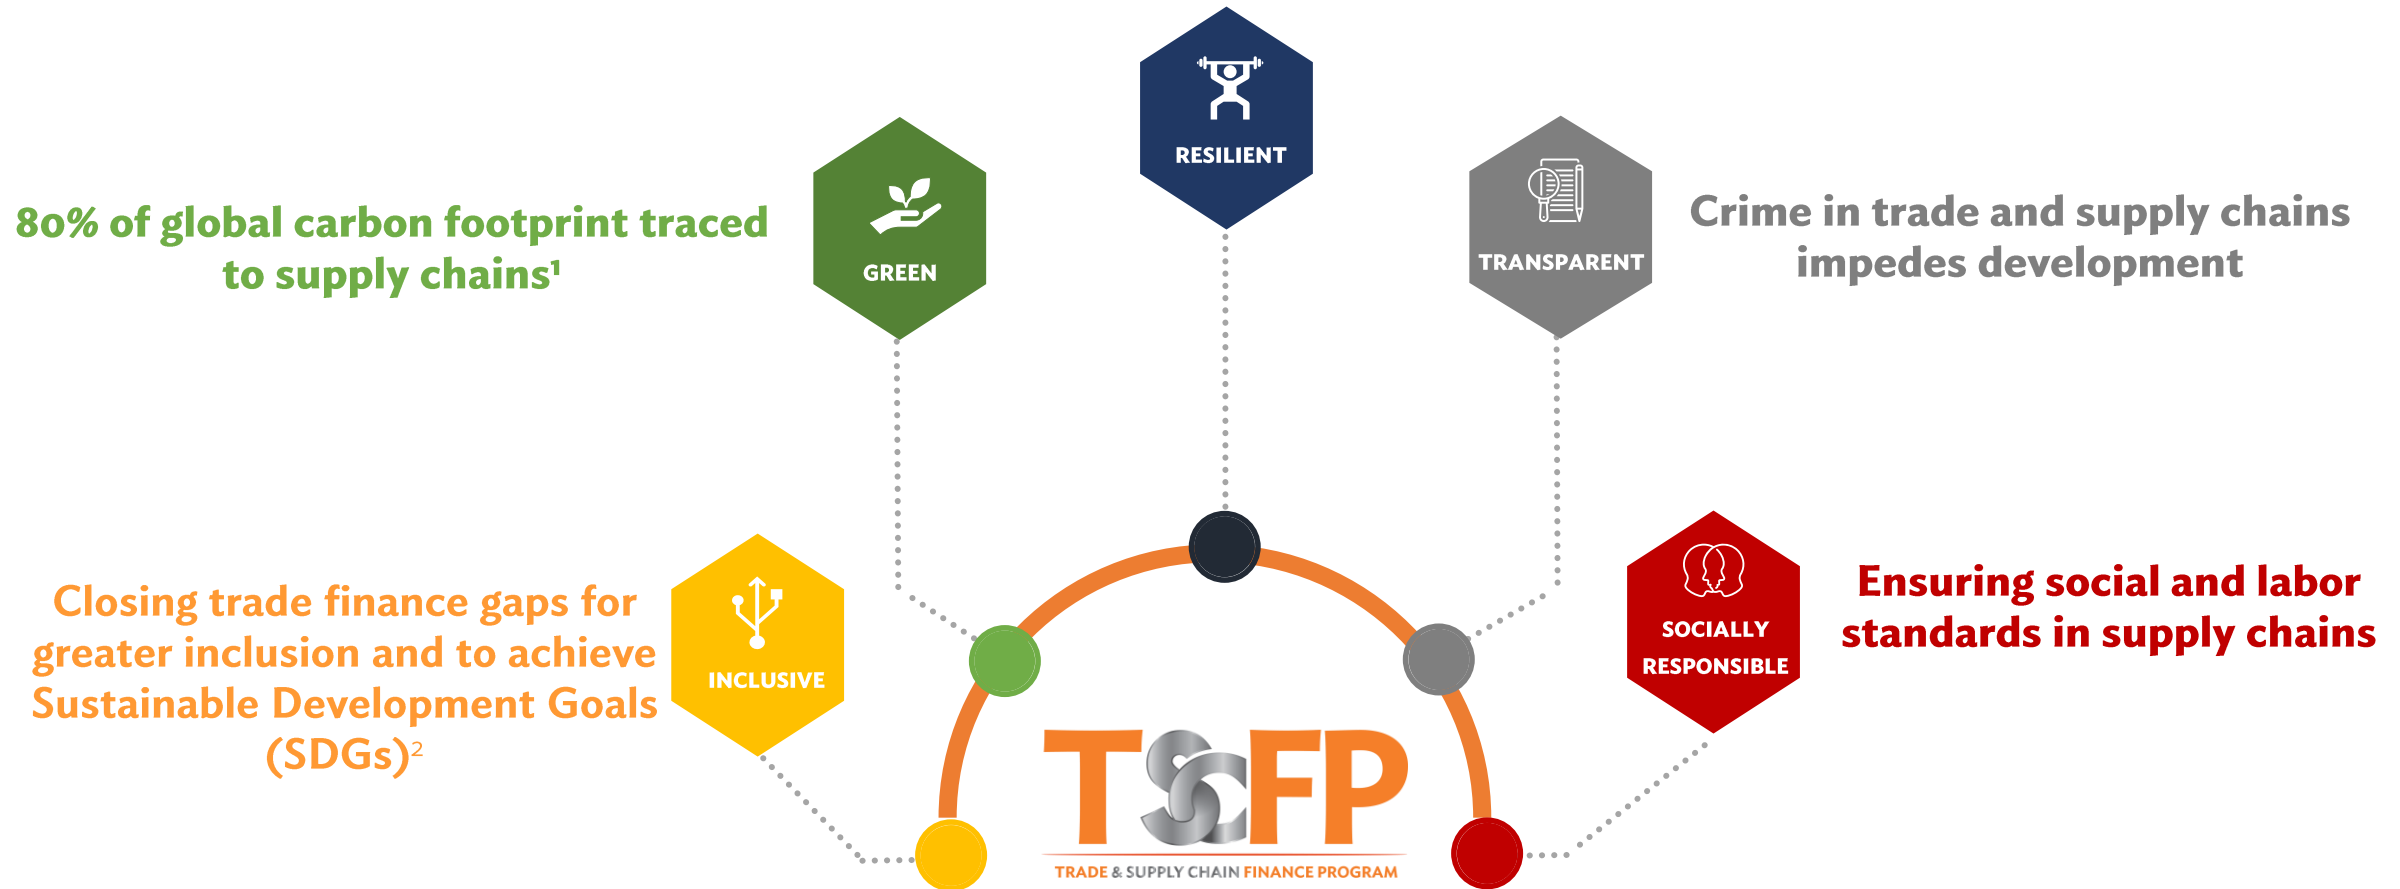 RESILIENT
80% of global carbon footprint traced
to supply chains¹
GREEN
TRANSPARENT
Crime in trade and supply chains
impedes development
Closing trade finance gaps for
greater inclusion and to achieve
Sustainable Development Goals
(SDGs)²
INCLUSIVE
SOCIALLY
RESPONSIBLE
Ensuring social and labor
standards in supply chains
TSCFP
TRADE & SUPPLY CHAIN FINANCE PROGRAM